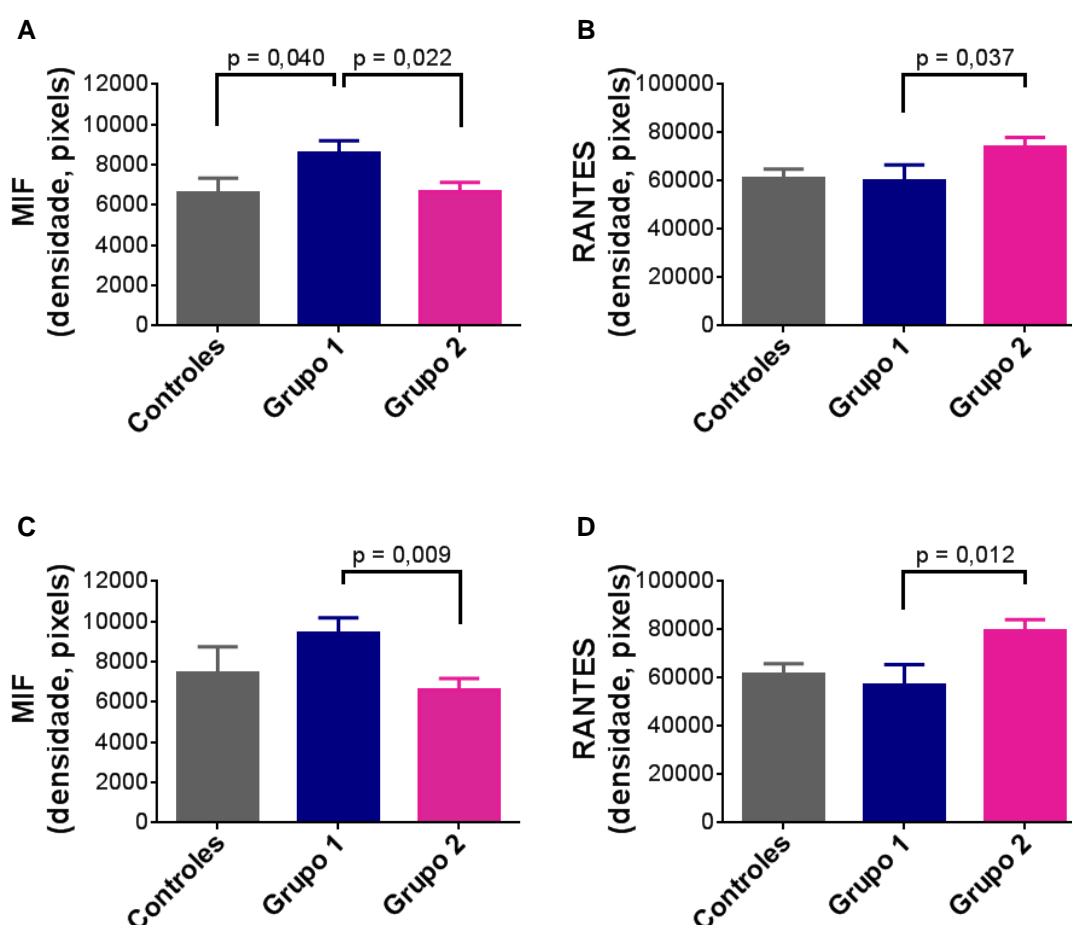 A
p = 0,040
p = 0,022
MIF
(densidade, pixels)
12000
10000
8000
6000
4000
2000
0
Controles
Grupo 1
Grupo 2
B
p = 0,037
RANTES
(densidade, pixels)
100000
80000
60000
40000
20000
0
Controles
Grupo 1
Grupo 2
C
p = 0,009
MIF
(densidade, pixels)
12000
10000
8000
6000
4000
2000
0
Controles
Grupo 1
Grupo 2
D
p = 0,012
RANTES
(densidade, pixels)
100000
80000
60000
40000
20000
0
Controles
Grupo 1
Grupo 2